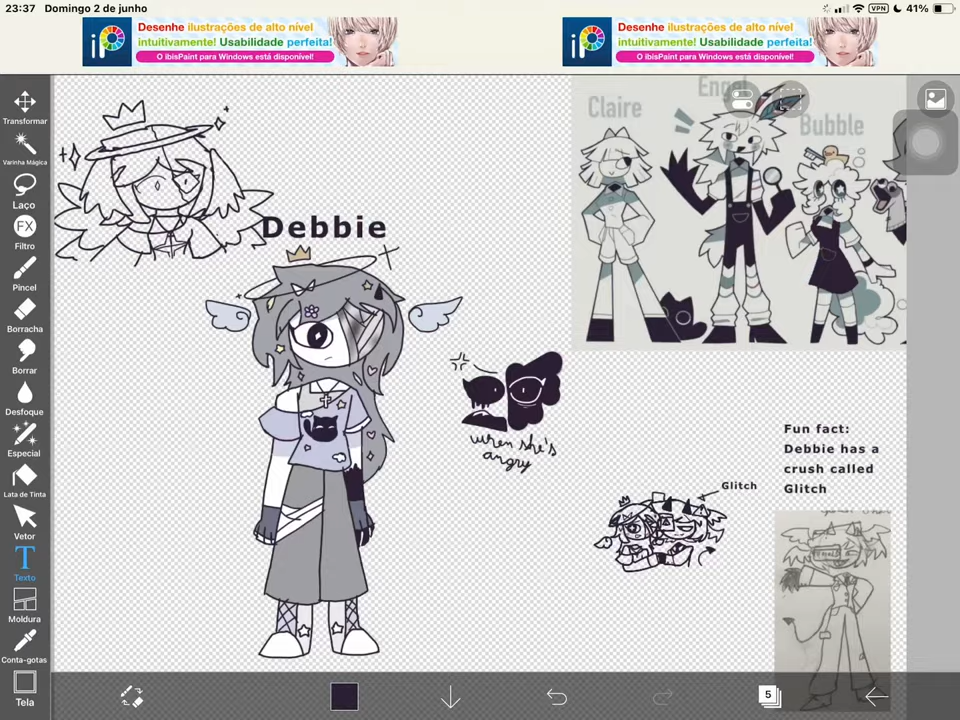 23:37 Domingo 2 de junho
VPN 41%
Desenhe ilustrações de alto nível
intuitivamente! Usabilidade perfeita!
O ibisPaint para Windows está disponível!
Desenhe ilustrações de alto nível
intuitivamente! Usabilidade perfeita!
O ibisPaint para Windows está disponível!
Transformar
Varinha Mágica
Laço
FX
Filtro
Pincel
Borracha
Borrar
Desfoque
Especial
Lata de Tinta
Vetor
T
Texto
Moldura
Conta-gotas
Tela
Claire
Engel
Bubble
Debbie
when she's
angry
Glitch
Fun fact:
Debbie has a
crush called
Glitch
5